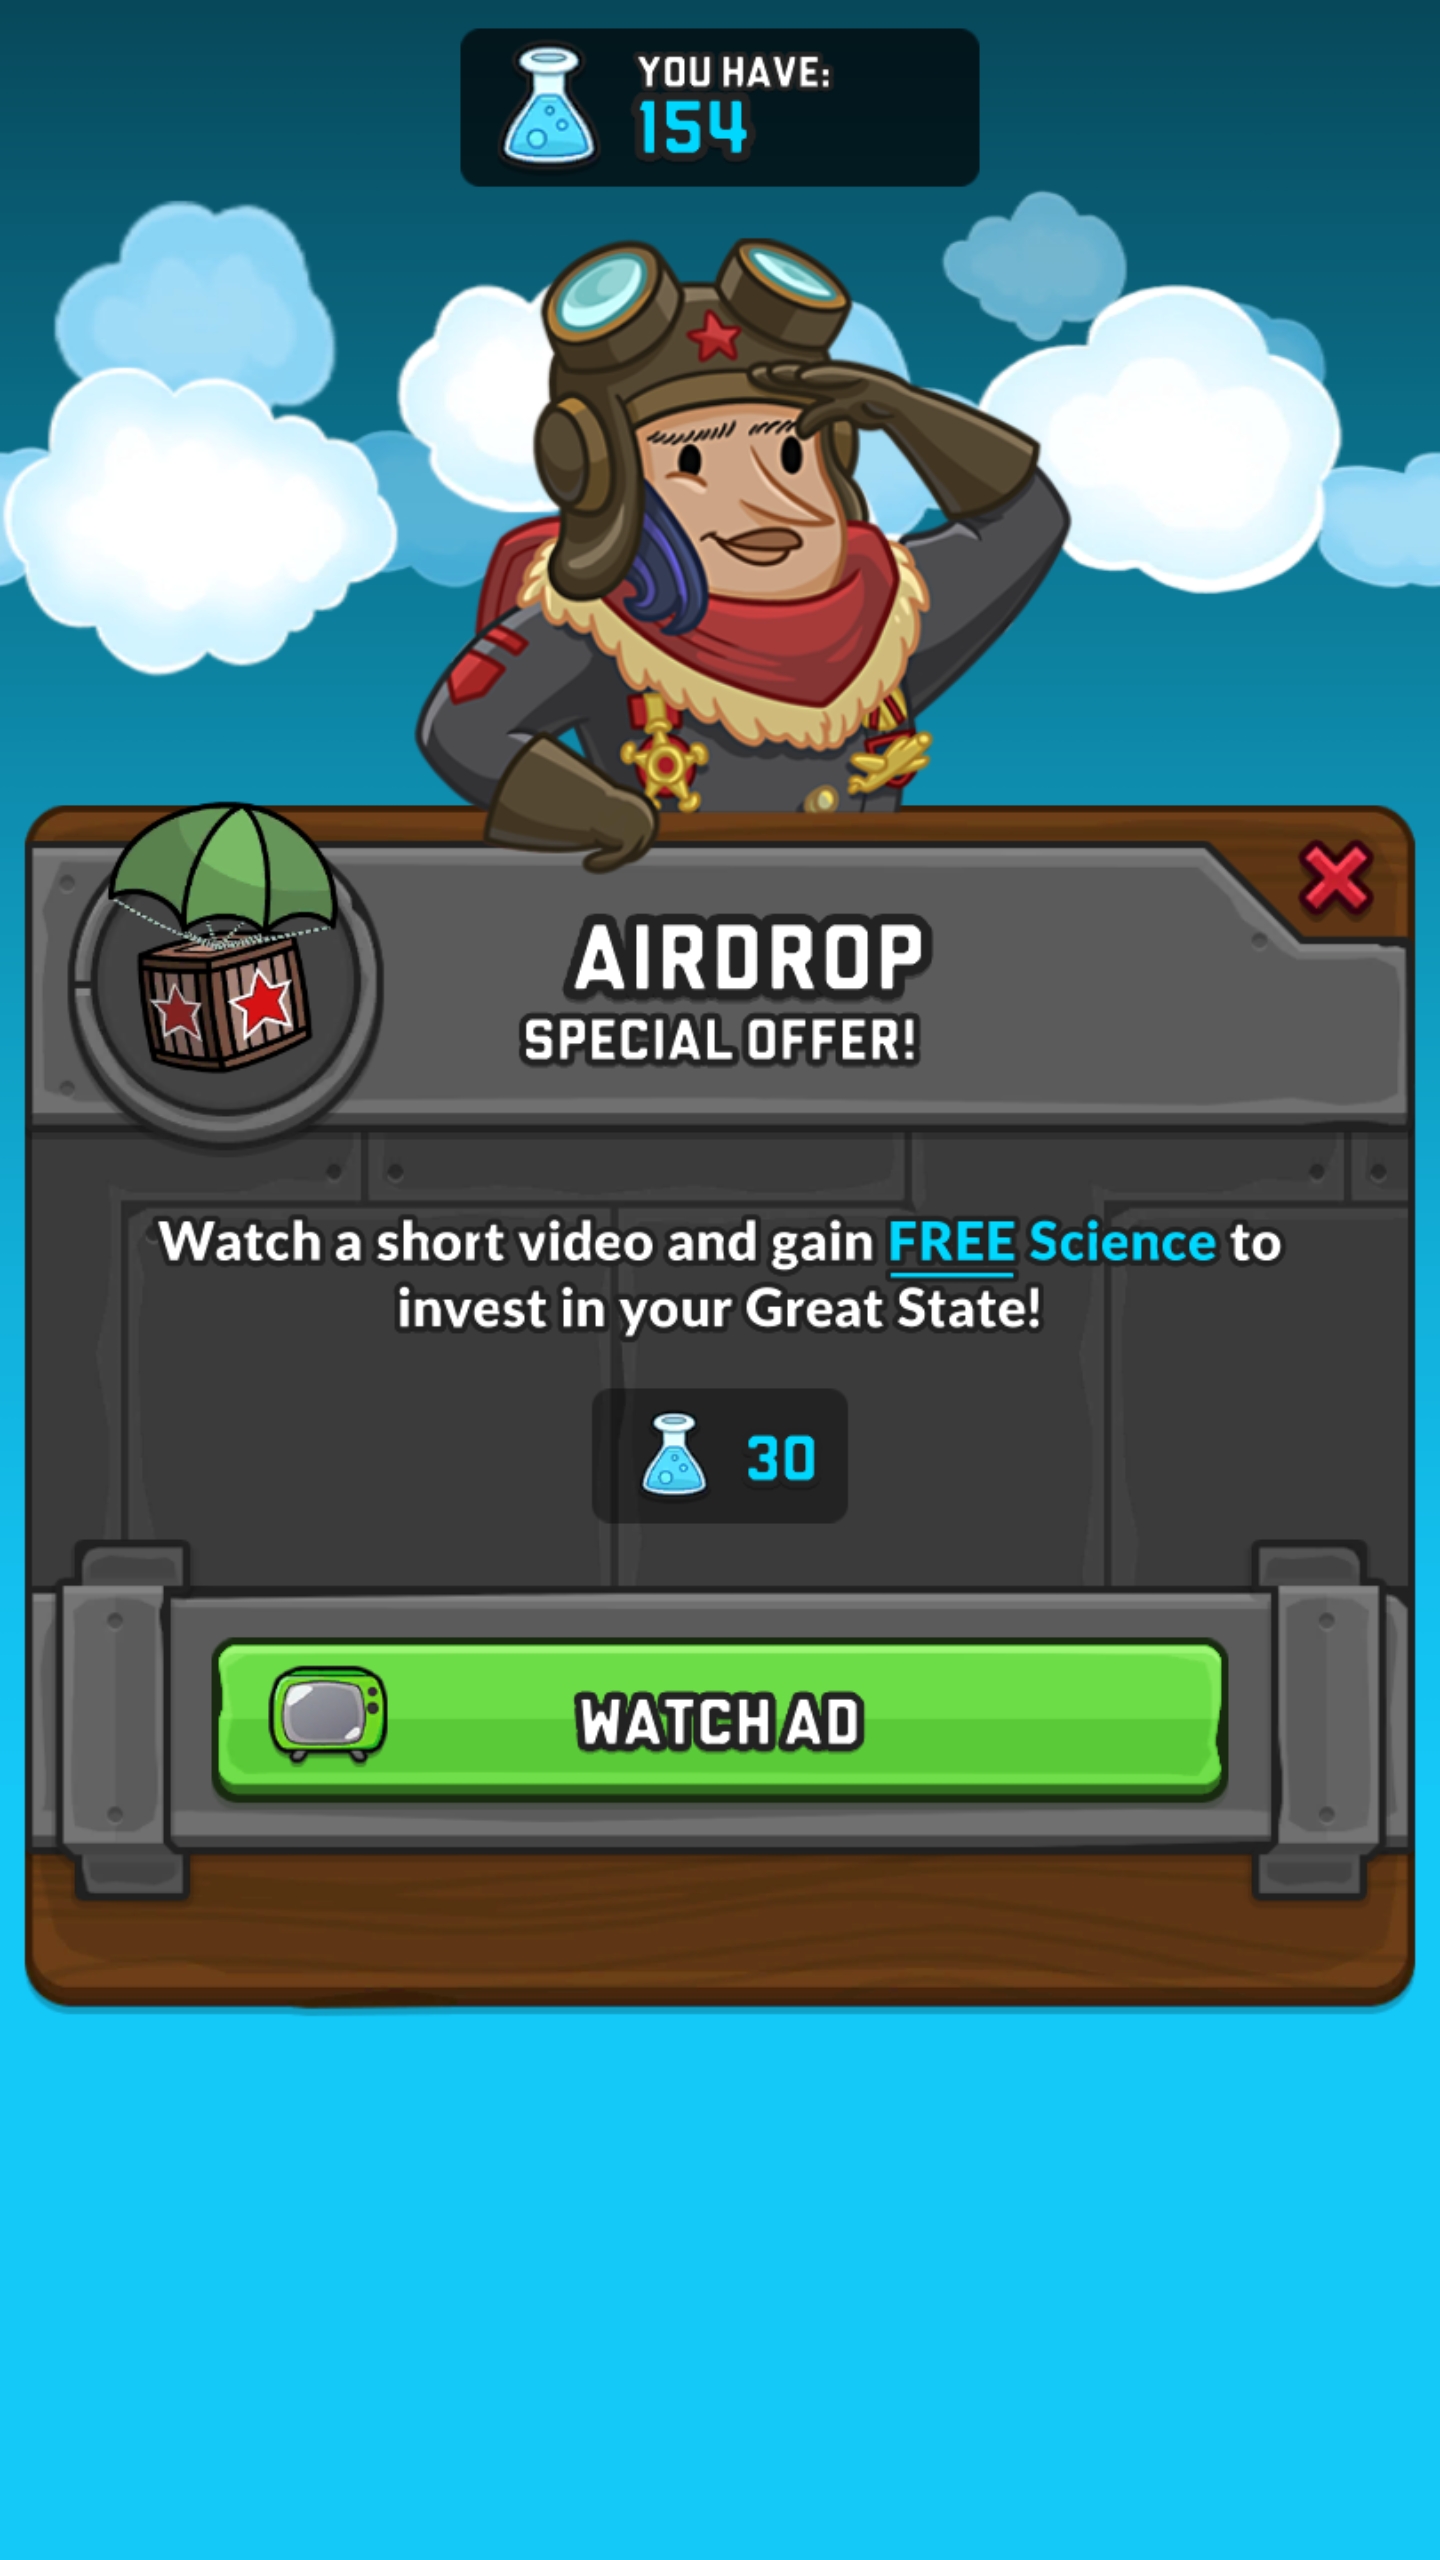 YOU HAVE:
154
AIRDROP
SPECIAL OFFER!
Watch a short video and gain FREE Science to
invest in your Great State!
30
WATCH AD